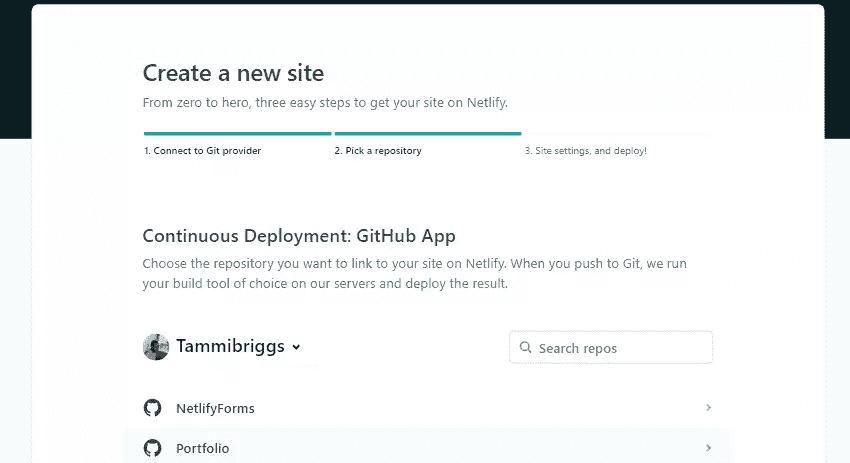 Create a new site
From zero to hero, three easy steps to get your site on Netlify.
1. Connect to Git provider
2. Pick a repository
3. Site settings, and deploy!
Continuous Deployment: GitHub App
Choose the repository you want to link to your site on Netlify. When you push to Git, we run
your build tool of choice on our servers and deploy the result.
Tammibriggs
Search repos
NetlifyForms
Portfolio